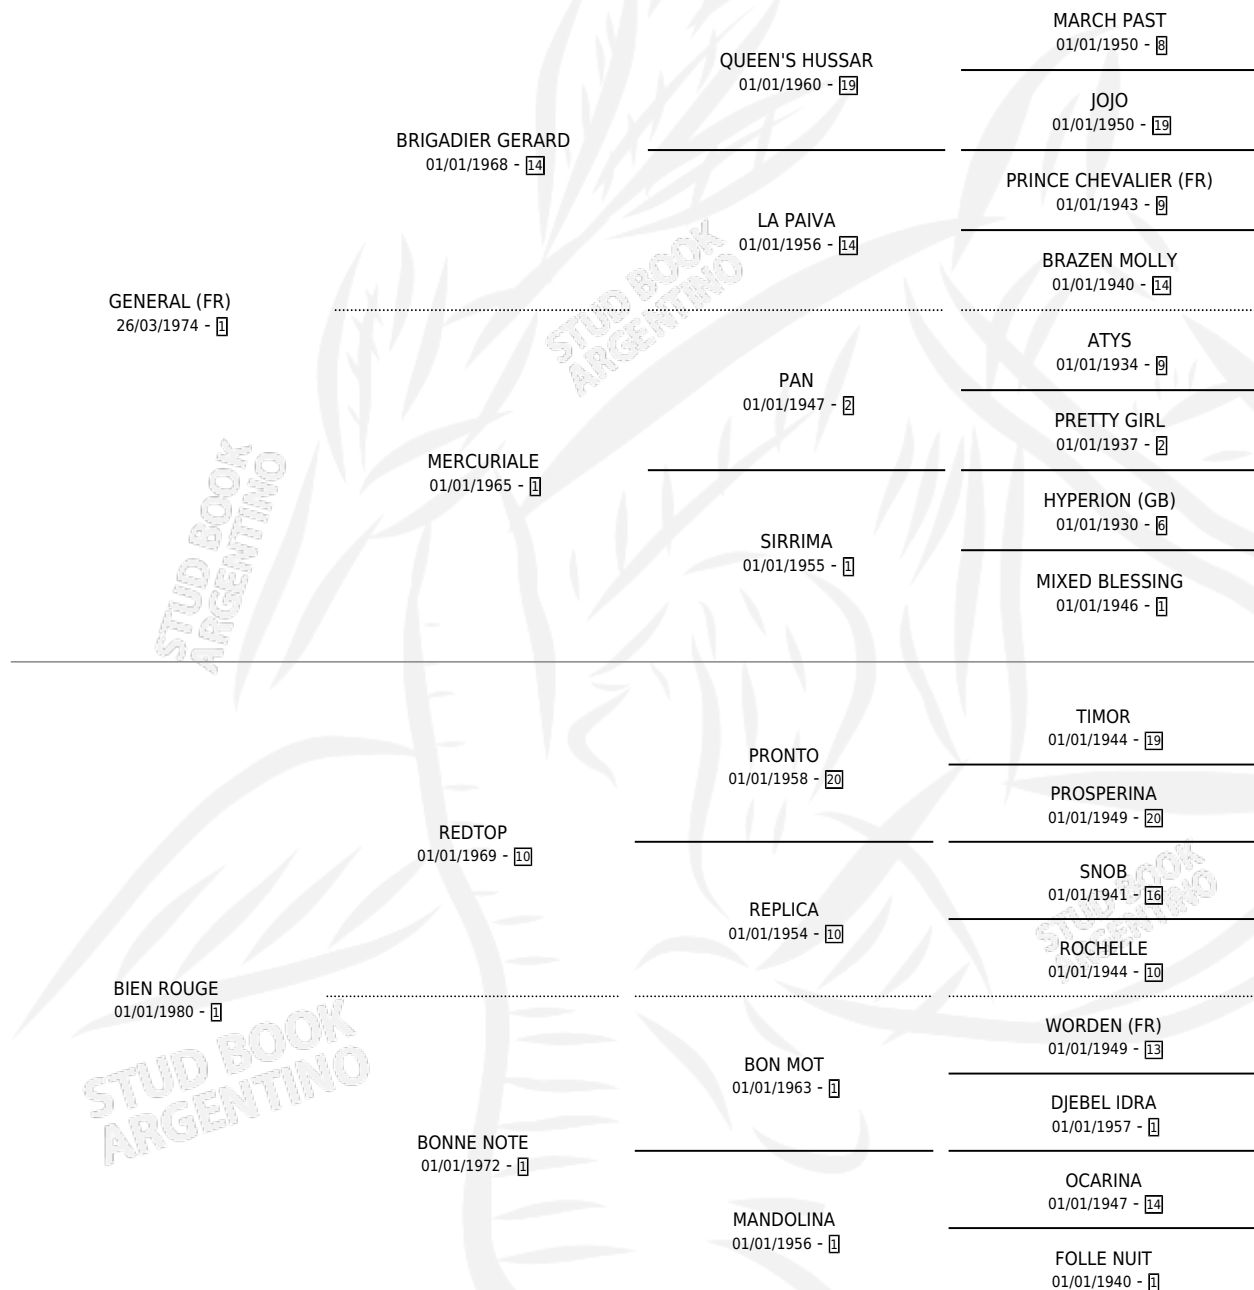 MARCH PAST
01/01/1950 - 8
QUEEN'S HUSSAR
01/01/1960 - 19
JOJO
01/01/1950 - 19
BRIGADIER GERARD
01/01/1968 - 14
PRINCE CHEVALIER (FR)
01/01/1943 - 9
LA PAIVA
01/01/1956 - 14
BRAZEN MOLLY
01/01/1940 - 14
GENERAL (FR)
26/03/1974 - 1
STUD BOOK
ARGENTINO
ATYS
01/01/1934 - 9
PAN
01/01/1947 - 2
PRETTY GIRL
01/01/1937 - 2
MERCURIALE
01/01/1965 - 1
HYPERION (GB)
01/01/1930 - 6
SIRRIMA
01/01/1955 - 1
MIXED BLESSING
01/01/1946 - 1
STUD BOOK
ARGENTINO
TIMOR
01/01/1944 - 19
PRONTO
01/01/1958 - 20
PROSPERINA
01/01/1949 - 20
REDTOP
01/01/1969 - 10
SNOB
01/01/1941 - 16
REPLICA
01/01/1954 - 10
ROCHELLE
01/01/1944 - 10
STUD BOOK
ARGENTINO
BIEN ROUGE
01/01/1980 - 1
STUD BOOK
ARGENTINO
WORDEN (FR)
01/01/1949 - 13
BON MOT
01/01/1963 - 1
DJEBEL IDRA
01/01/1957 - 1
BONNE NOTE
01/01/1972 - 1
OCARINA
01/01/1947 - 14
MANDOLINA
01/01/1956 - 1
FOLLE NUIT
01/01/1940 - 1